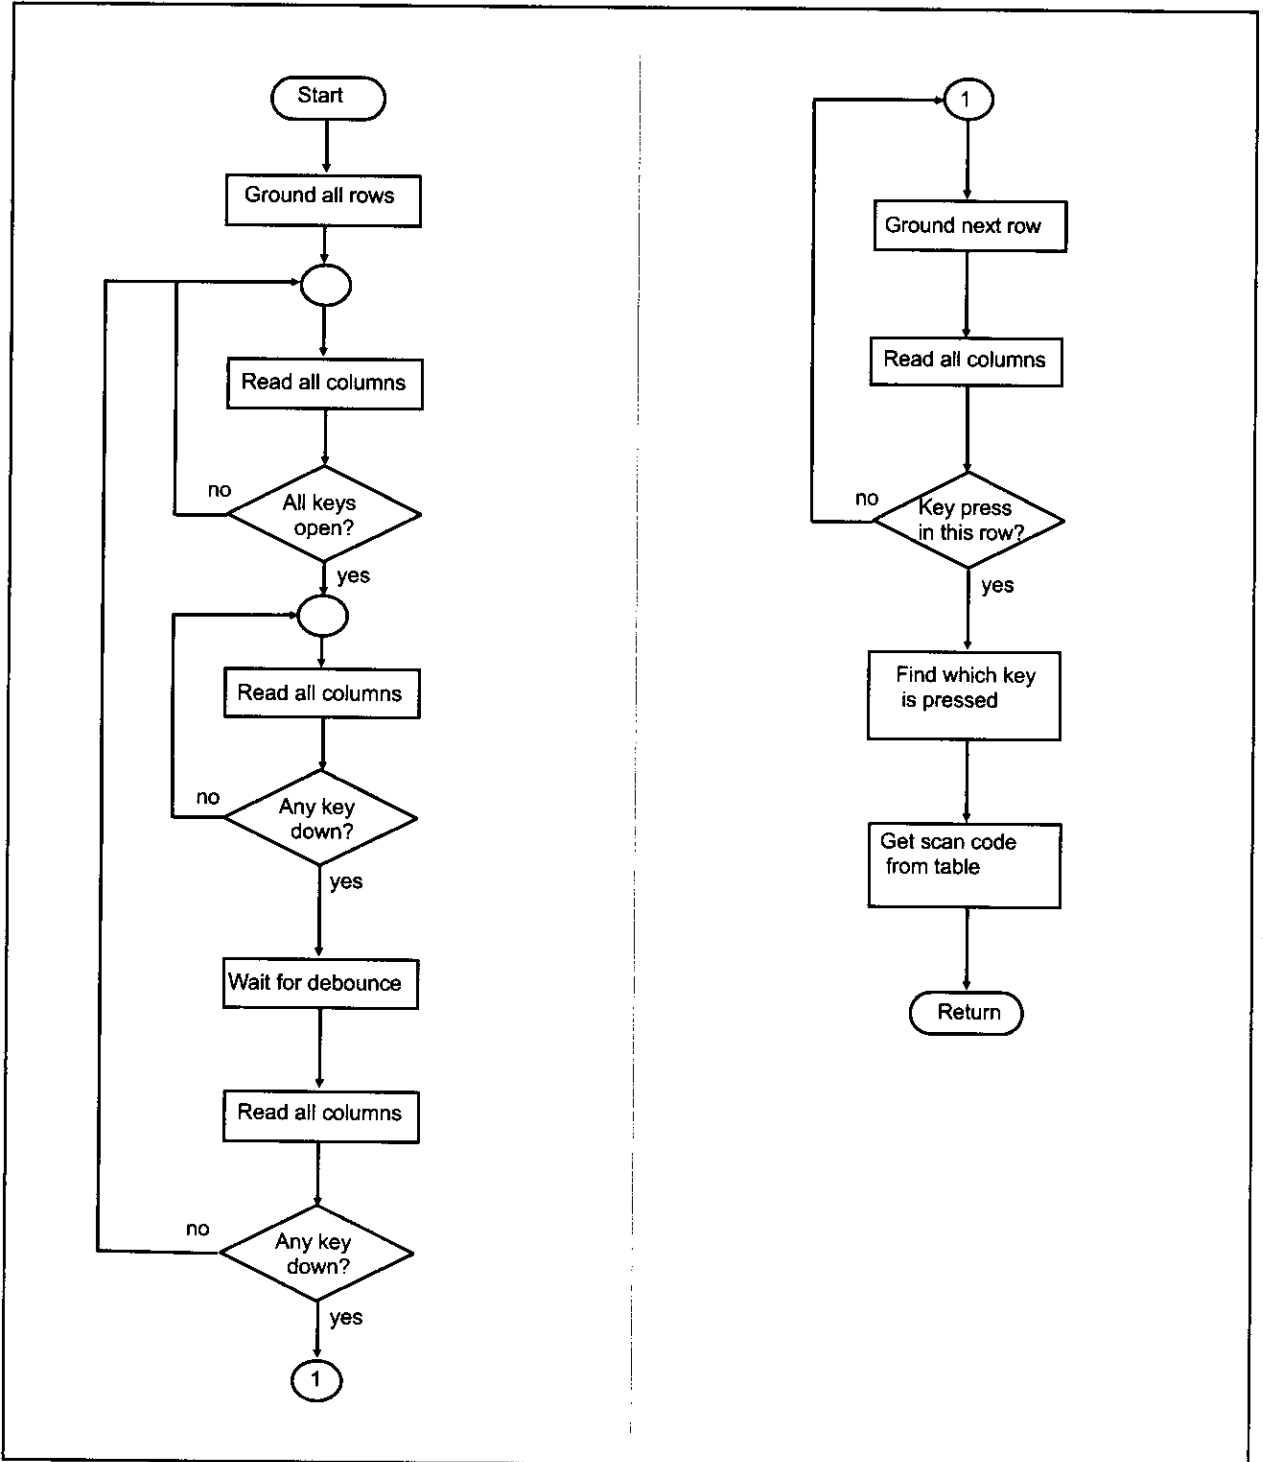 Start
Ground all rows
Read all columns
no
All keys
open?
yes
Read all columns
no
Any key
down?
yes
Wait for debounce
Read all columns
no
Any key
down?
yes
1
1
Ground next row
Read all columns
no
Key press
in this row?
yes
Find which key
is pressed
Get scan code
from table
Return